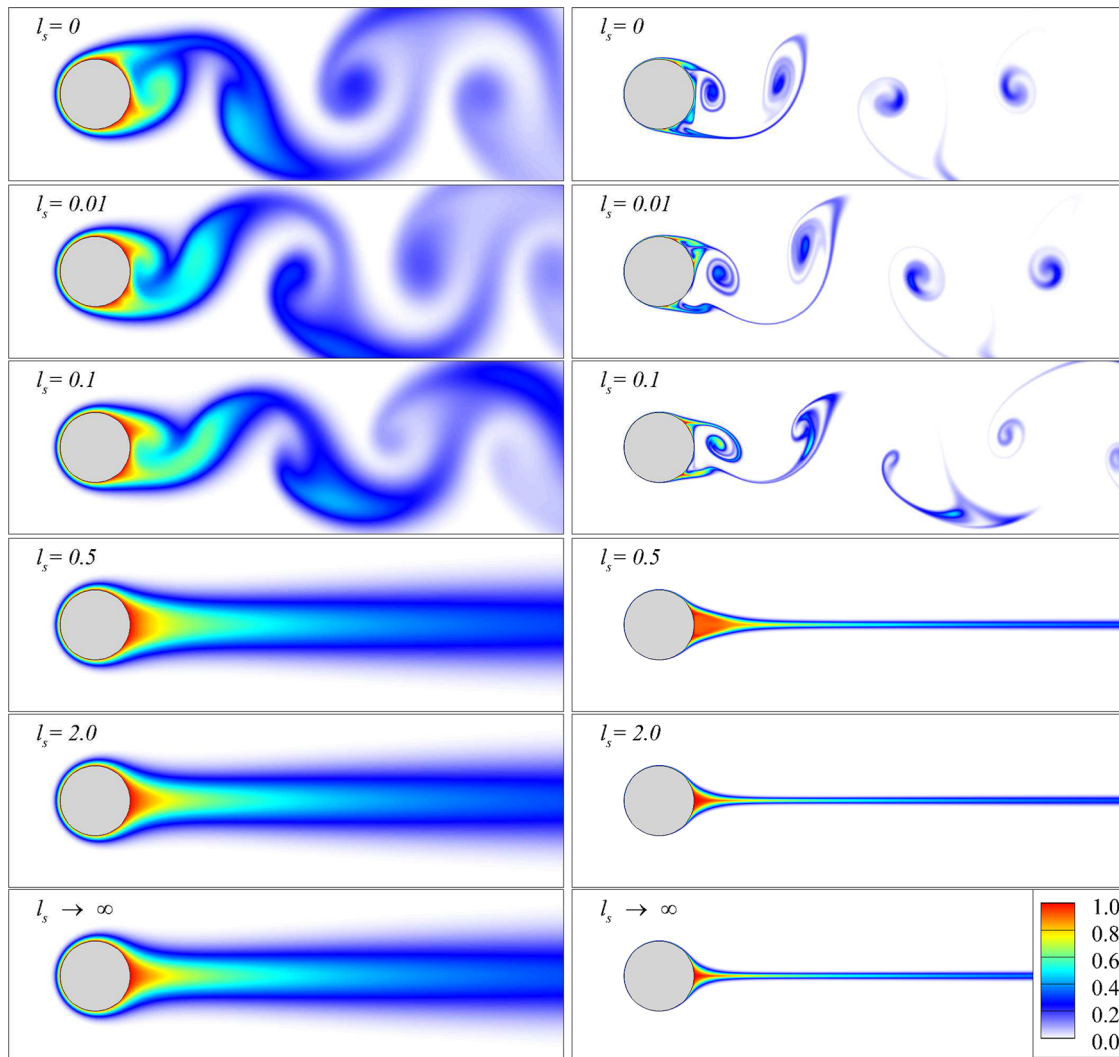 l_s = 0
l_s = 0
l_s = 0.01
l_s = 0.01
l_s = 0.1
l_s = 0.1
l_s = 0.5
l_s = 0.5
l_s = 2.0
l_s = 2.0
l_s → ∞
l_s → ∞
1.0
0.8
0.6
0.4
0.2
0.0